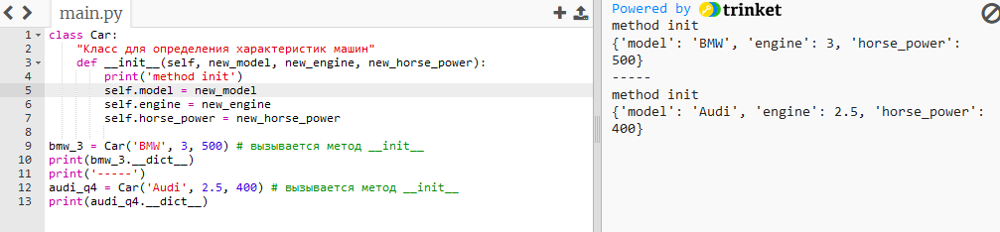 main.py
1 class Car:
2 "Класс для определения характеристик машин"
3 def __init__(self, new_model, new_engine, new_horse_power):
4 print('method init')
5 self.model = new_model
6 self.engine = new_engine
7 self.horse_power = new_horse_power
8
9 bmw_3 = Car('BMW', 3, 500) # вызывается метод __init__
10 print(bmw_3.__dict__)
11 print('-----')
12 audi_q4 = Car('Audi', 2.5, 400) # вызывается метод __init__
13 print(audi_q4.__dict__)
Powered by trinket
method init
{'model': 'BMW', 'engine': 3, 'horse_power':
500}
-----
method init
{'model': 'Audi', 'engine': 2.5, 'horse_power':
400}